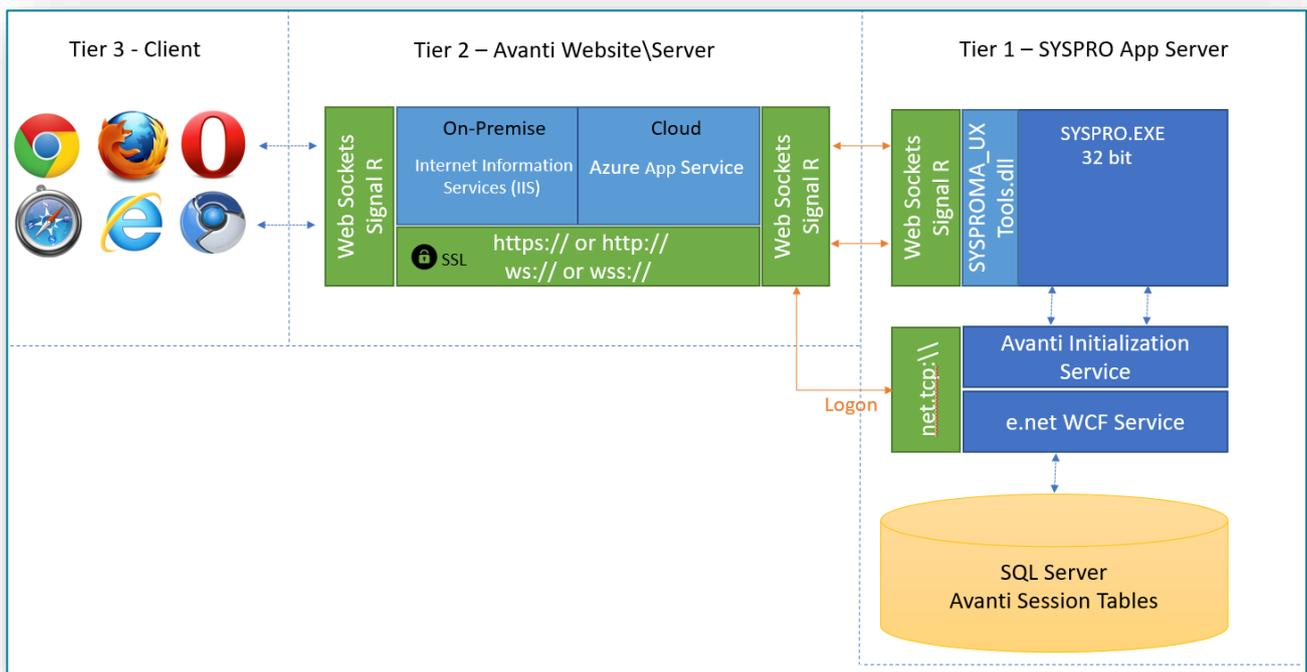 Tier 3 - Client
Tier 2 – Avanti Website\Server
Tier 1 – SYSPRO App Server
Web Sockets
Signal R
On-Premise
Internet Information
Services (IIS)
Cloud
Azure App Service
SSL
https:// or http://
ws:// or wss://
Web Sockets
Signal R
Web Sockets
Signal R
SYSPROMA_UX
Tools.dll
SYSPRO.EXE
32 bit
Logon
net.tcp:\\
Avanti Initialization
Service
e.net WCF Service
SQL Server
Avanti Session Tables